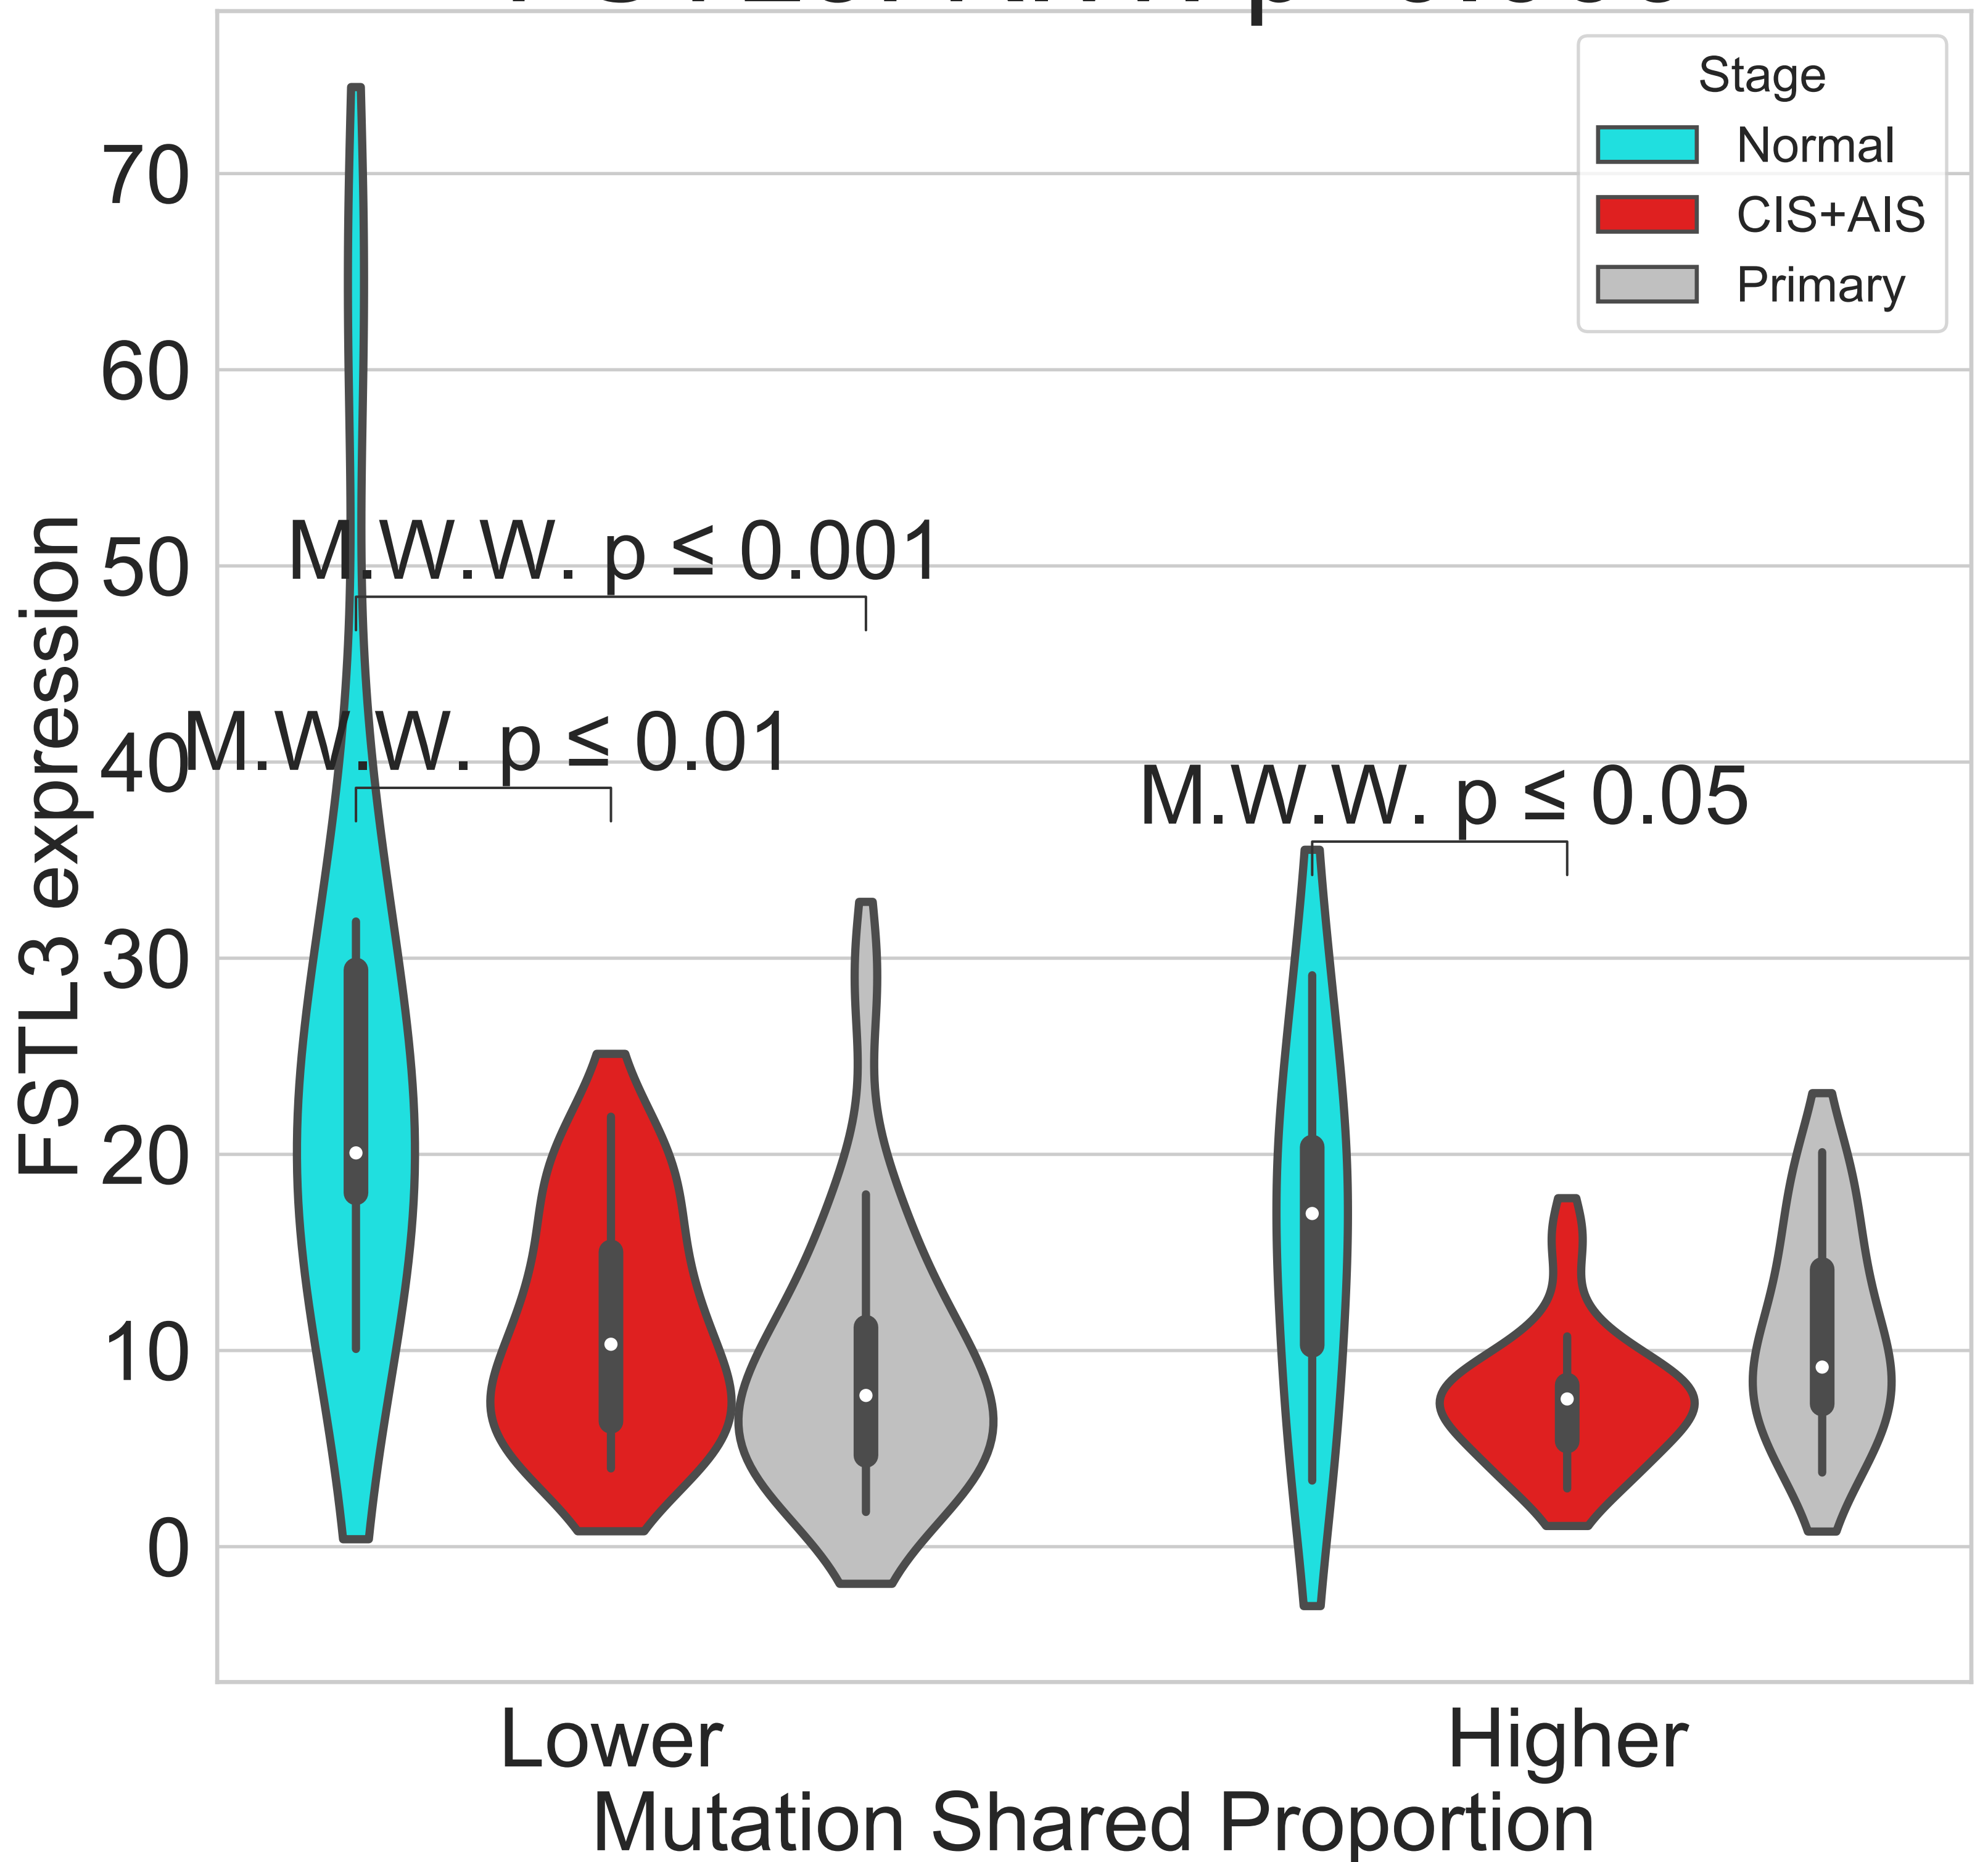 Stage
Normal
CIS+AIS
Primary
70
60
50
40
30
20
10
0
FSTL3 expression
M.W.W. p ≤ 0.001
M.W.W. p ≤ 0.01
M.W.W. p ≤ 0.05
Lower
Higher
Mutation Shared Proportion